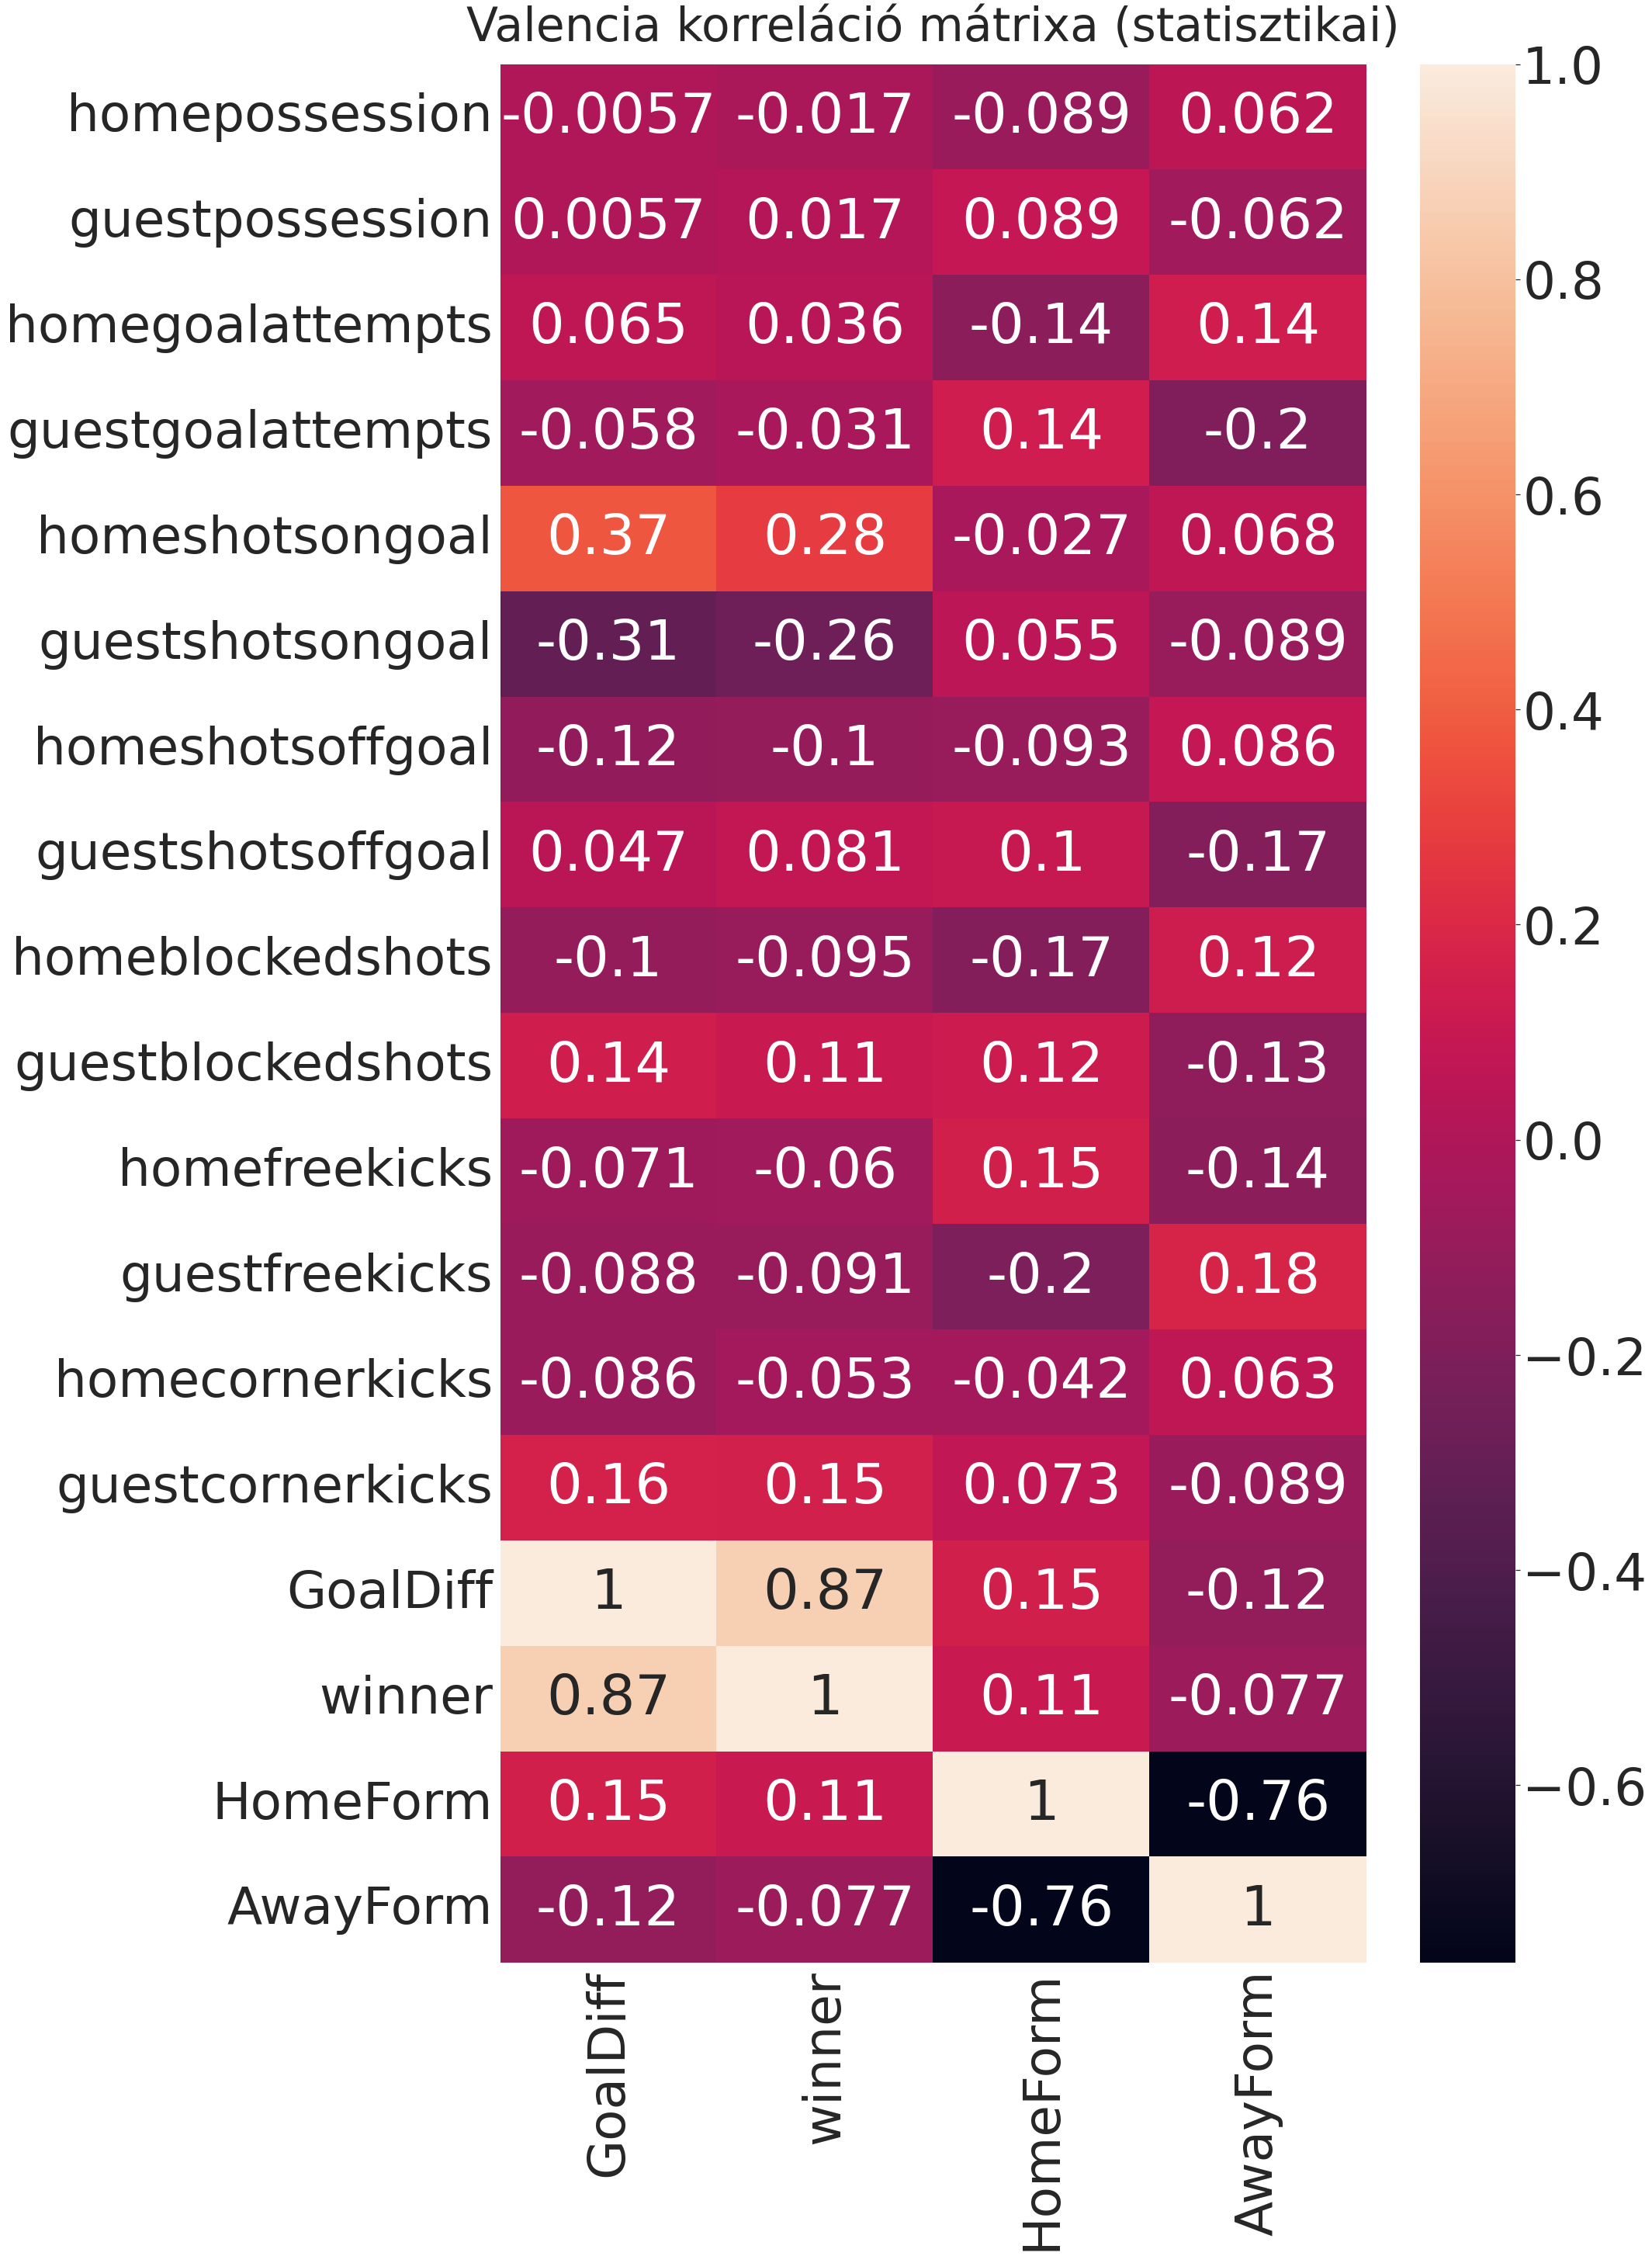 Valencia korreláció mátrixa (statisztikai)
homepossession -0.0057 -0.017 -0.089 0.062
guestpossession 0.0057 0.017 0.089 -0.062
homegoalattempts 0.065 0.036 -0.14 0.14
guestgoalattempts -0.058 -0.031 0.14 -0.2
homeshotsongoal 0.37 0.28 -0.027 0.068
guestshotsongoal -0.31 -0.26 0.055 -0.089
homeshotsoffgoal -0.12 -0.1 -0.093 0.086
guestshotsoffgoal 0.047 0.081 0.1 -0.17
homeblockedshots -0.1 -0.095 -0.17 0.12
guestblockedshots 0.14 0.11 0.12 -0.13
homefreekicks -0.071 -0.06 0.15 -0.14
guestfreekicks -0.088 -0.091 -0.2 0.18
homecornerkicks -0.086 -0.053 -0.042 0.063
guestcornerkicks 0.16 0.15 0.073 -0.089
GoalDiff 1 0.87 0.15 -0.12
winner 0.87 1 0.11 -0.077
HomeForm 0.15 0.11 1 -0.76
AwayForm -0.12 -0.077 -0.76 1
GoalDiff winner HomeForm AwayForm
1.0
0.8
0.6
0.4
0.2
0.0
−0.2
−0.4
−0.6